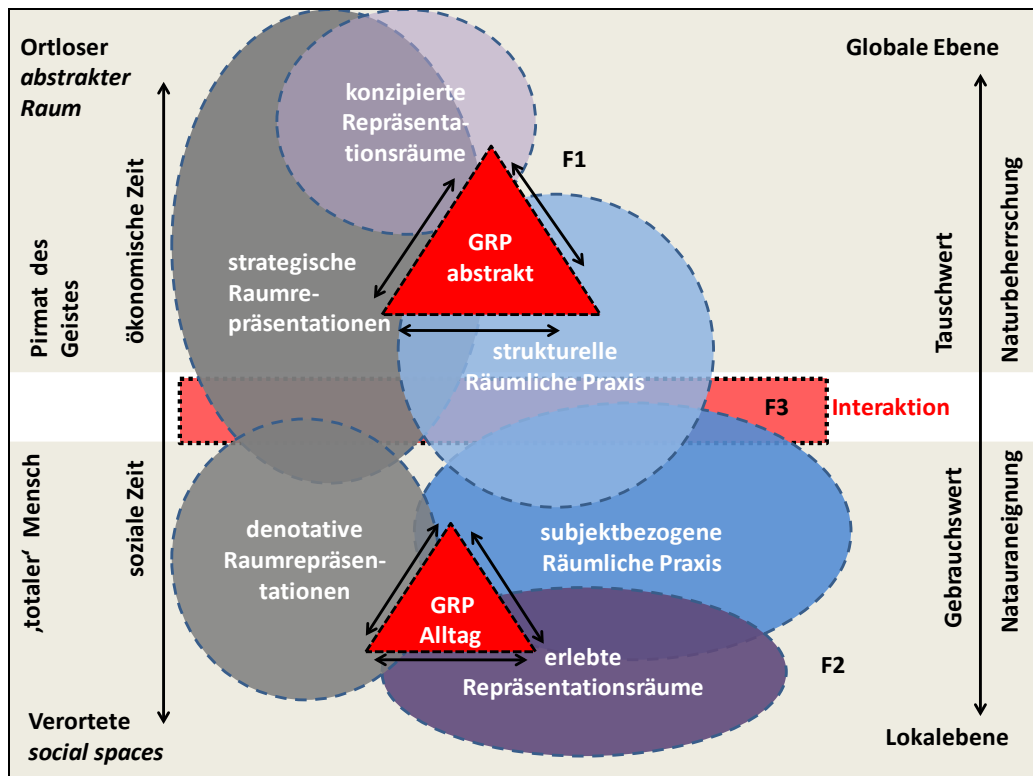 Ortloser
abstrakter
Raum
Globale Ebene
konzipierte
Repräsenta-
tionsräume
F1
ökonomische Zeit
Pirmat des
Geistes
strategische
Raumre-
präsentationen
GRP
abstrakt
Tauschwert
Naturbeherrschung
strukturelle
Räumliche Praxis
F3
Interaktion
‚totaler‘ Mensch
soziale Zeit
denotative
Raumrepräsen-
tationen
subjektbezogene
Räumliche Praxis
Gebrauchswert
Natauraneignung
GRP
Alltag
erlebte
Repräsentationsräume
F2
Verortete
social spaces
Lokalebene